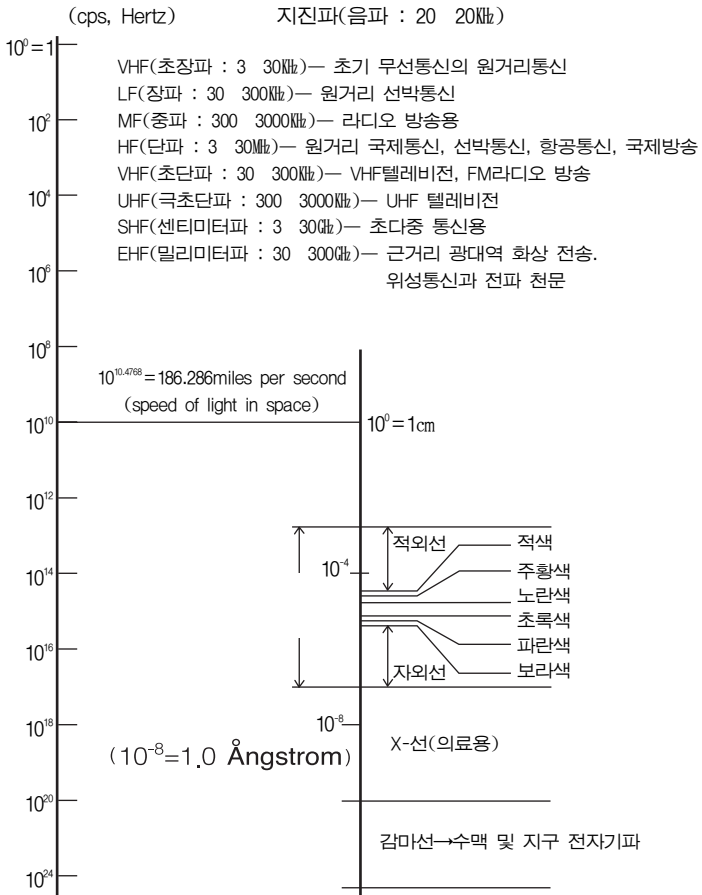 (cps, Hertz) 지진파(음파 : 20 20㎑)
10⁰=1
VHF(초장파 : 3 30㎑)— 초기 무선통신의 원거리통신
LF(장파 : 30 300㎑)— 원거리 선박통신
10²
MF(중파 : 300 3000㎑)— 라디오 방송용
HF(단파 : 3 30㎒)— 원거리 국제통신, 선박통신, 항공통신, 국제방송
VHF(초단파 : 30 300㎑)— VHF텔레비전, FM라디오 방송
10⁴
UHF(극초단파 : 300 3000㎑)— UHF 텔레비전
SHF(센티미터파 : 3 30㎓)— 초다중 통신용
EHF(밀리미터파 : 30 300㎓)— 근거리 광대역 화상 전송.
10⁶
위성통신과 전파 천문
10⁸
10¹⁰·⁴⁷⁶⁸=186.286miles per second
(speed of light in space)
10¹⁰
10⁰=1㎝
10¹²
적외선
적색
10¹⁴
10⁻⁴
주황색
노란색
초록색
10¹⁶
파란색
자외선
보라색
10¹⁸
10⁻⁸
(10⁻⁸=1.0 Ångstrom)
X-선(의료용)
10²⁰
감마선→수맥 및 지구 전자기파
10²⁴